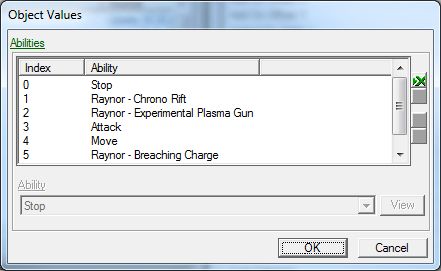 Object Values
Abilities
Index Ability
0 Stop
1 Raynor - Chrono Rift
2 Raynor - Experimental Plasma Gun
3 Attack
4 Move
5 Raynor - Breaching Charge
Ability
Stop View
OK Cancel